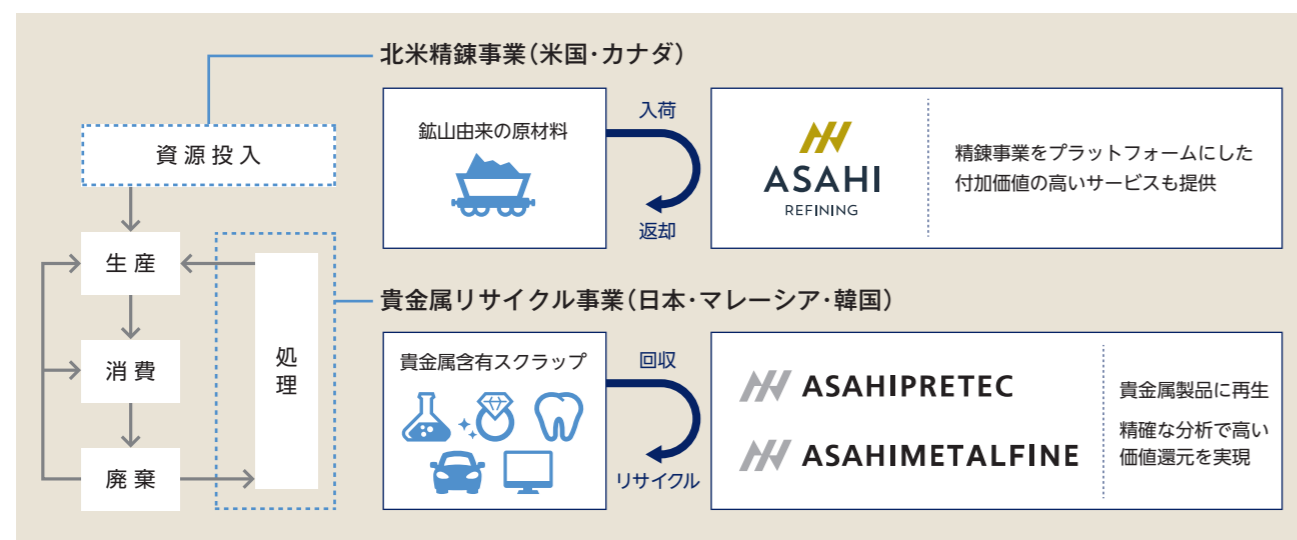 北米精錬事業(米国・カナダ)
資源投入
生産
消費
廃棄
処理
鉱山由来の原材料
入荷
返却
ASAHI
REFINING
精錬事業をプラットフォームにした
付加価値の高いサービスも提供
貴金属リサイクル事業(日本・マレーシア・韓国)
貴金属含有スクラップ
回収
リサイクル
ASAHIPRETEC
ASAHIMETALFINE
貴金属製品に再生
精確な分析で高い
価値還元を実現